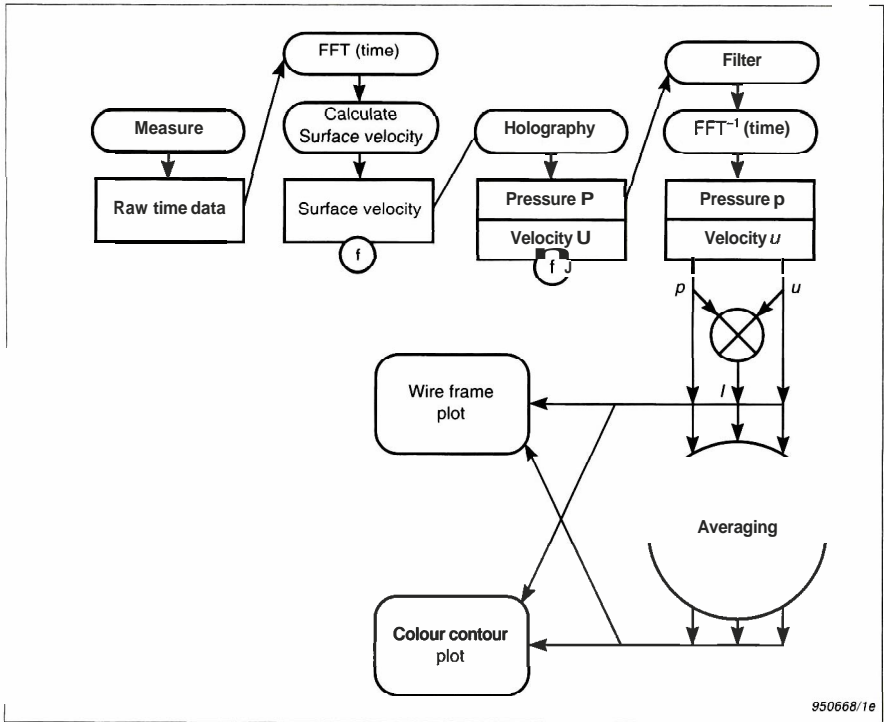 FFT (time)
Calculate
Surface velocity
Measure
Raw time data
Surface velocity
f
Holography
Pressure P
Velocity U
f J
Filter
FFT⁻¹ (time)
Pressure p
Velocity u
p
u
I
Wire frame
plot
Averaging
Colour contour
plot
950668/1e